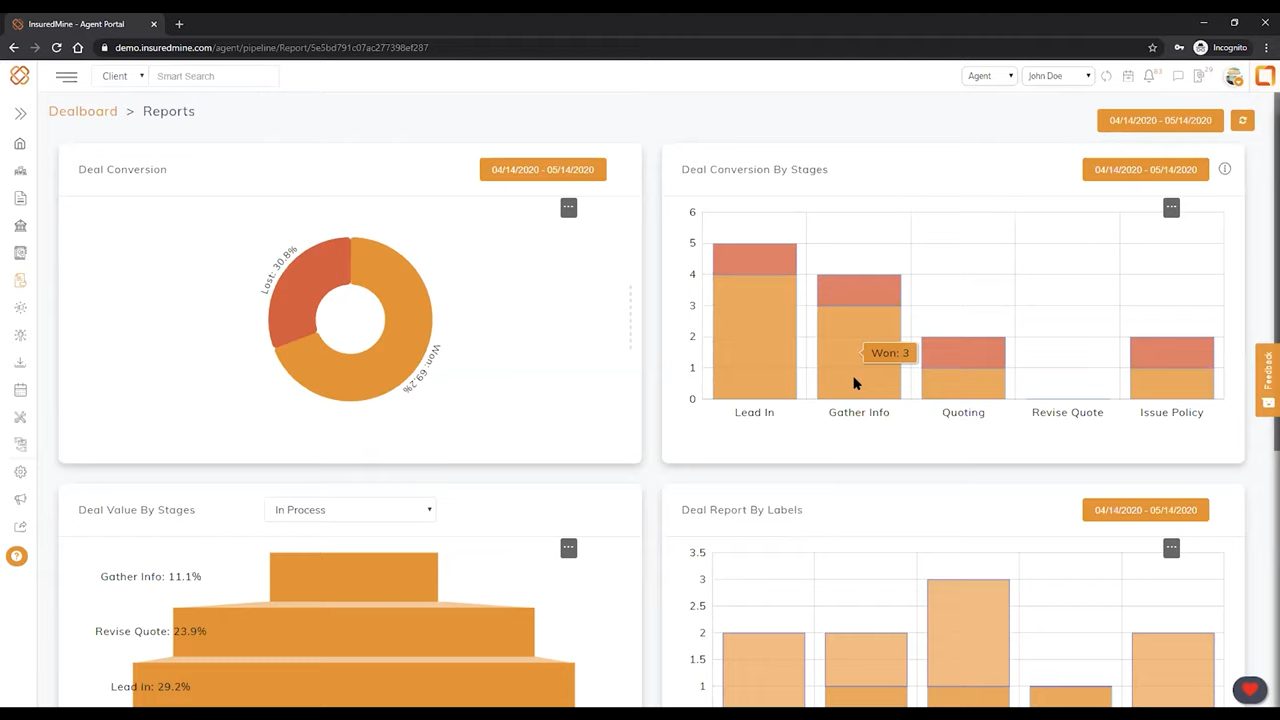 InsuredMine - Agent Portal
demo.insuredmine.com/agent/pipeline/Report/5e5bd791c07ac277398ef287
Incognito
Client
Smart Search
Agent
John Doe
83
29
Dealboard > Reports
04/14/2020 - 05/14/2020
Deal Conversion
04/14/2020 - 05/14/2020
Lost: 30.8%
Won: 69.2%
Deal Conversion By Stages
04/14/2020 - 05/14/2020
6
5
4
3
2
1
0
Won: 3
Lead In
Gather Info
Quoting
Revise Quote
Issue Policy
Feedback
Deal Value By Stages
In Process
Gather Info: 11.1%
Revise Quote: 23.9%
Lead in: 29.2%
Deal Report By Labels
04/14/2020 - 05/14/2020
3.5
3
2.5
2
1.5
1